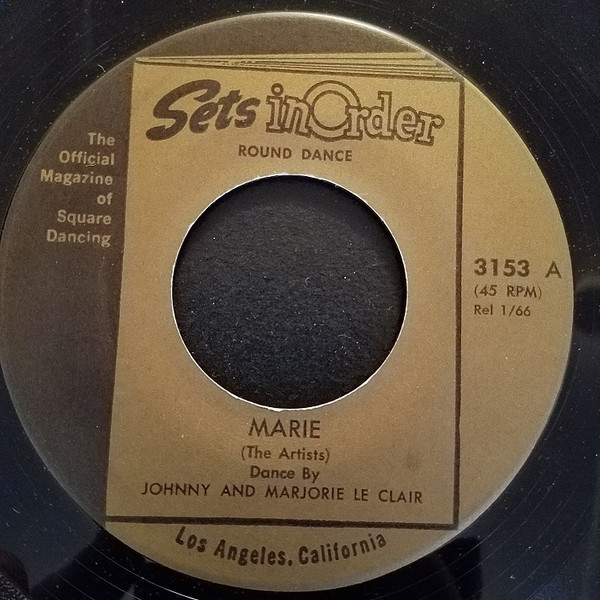 Sets in Order
ROUND DANCE
The
Official
Magazine
of
Square
Dancing
3153 A
(45 RPM)
Rel 1/66
MARIE
(The Artists)
Dance By
JOHNNY AND MARJORIE LE CLAIR
Los Angeles, California